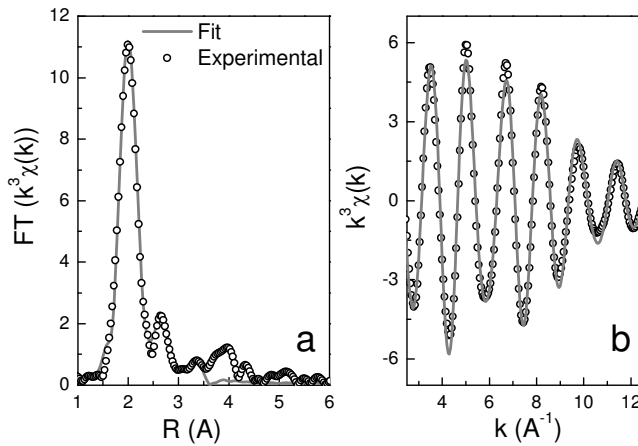 FT (k³χ(k))
12
10
8
6
4
2
0
Fit
Experimental
a
1 2 3 4 5 6
R (A)
k³χ(k)
6
3
0
-3
-6
b
4 6 8 10 12
k (A⁻¹)